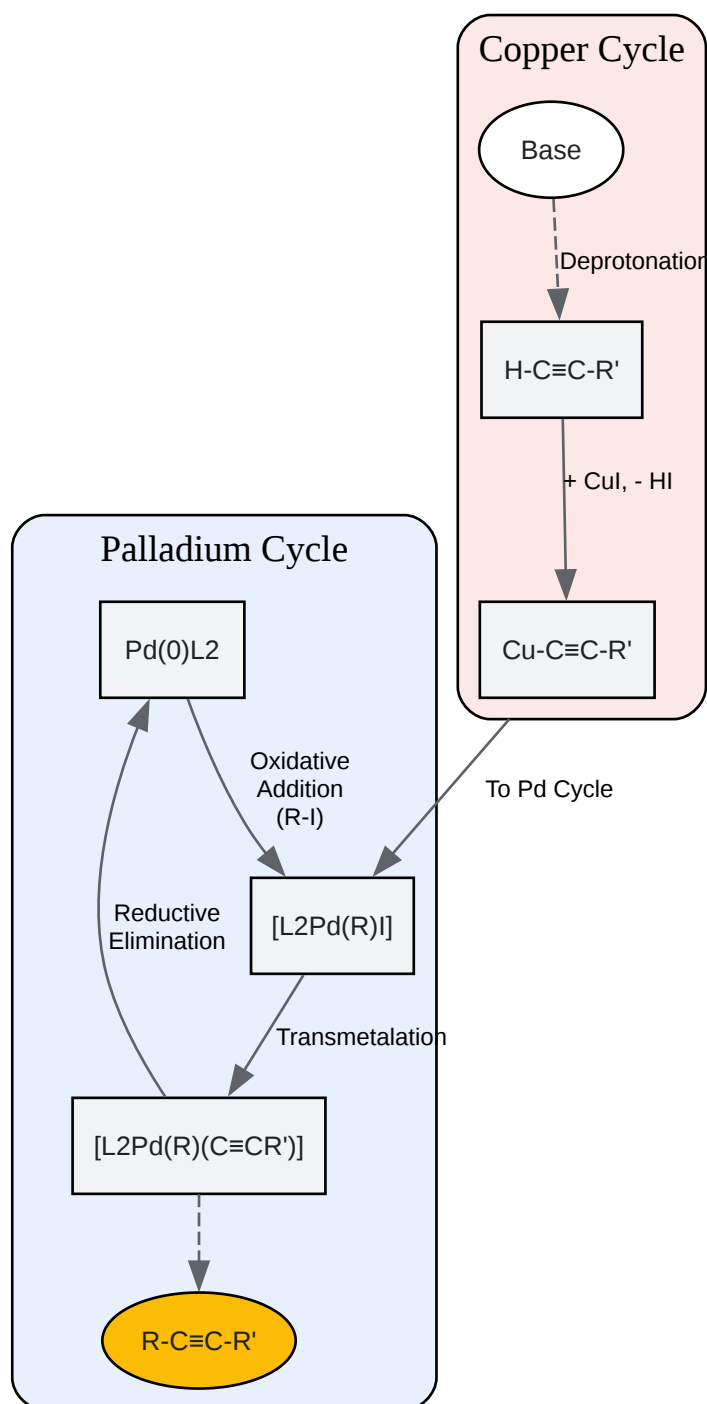 Copper Cycle
Base
Deprotonation
H-C≡C-R'
+ CuI, - HI
Cu-C≡C-R'
To Pd Cycle
Palladium Cycle
Pd(0)L2
Oxidative
Addition
(R-I)
[L2Pd(R)I]
Reductive
Elimination
Transmetalation
[L2Pd(R)(C≡CR')]
R-C≡C-R'